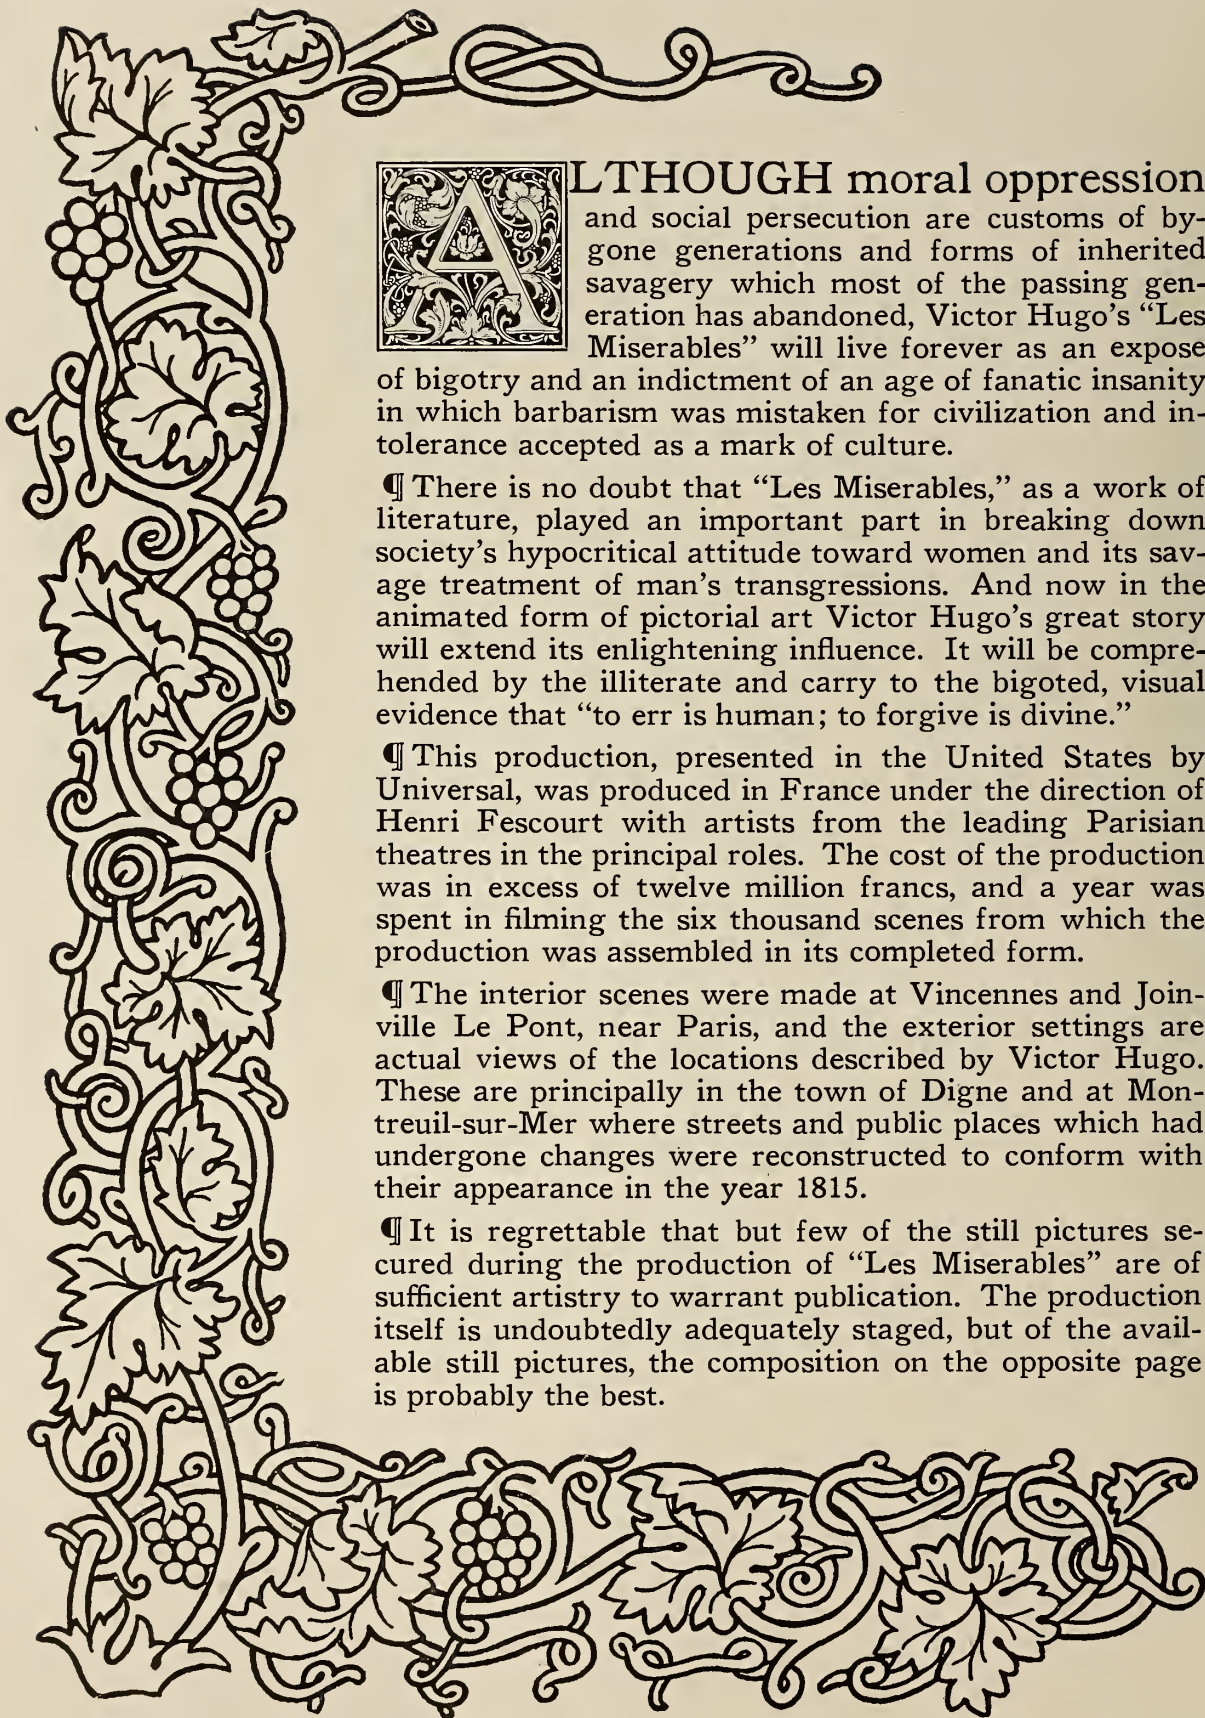 ALTHOUGH moral oppression
and social persecution are customs of by-
gone generations and forms of inherited
savagery which most of the passing gen-
eration has abandoned, Victor Hugo's “Les
Miserables” will live forever as an expose
of bigotry and an indictment of an age of fanatic insanity
in which barbarism was mistaken for civilization and in-
tolerance accepted as a mark of culture.
¶ There is no doubt that “Les Miserables,” as a work of
literature, played an important part in breaking down
society's hypocritical attitude toward women and its sav-
age treatment of man's transgressions. And now in the
animated form of pictorial art Victor Hugo's great story
will extend its enlightening influence. It will be compre-
hended by the illiterate and carry to the bigoted, visual
evidence that “to err is human; to forgive is divine.”
¶ This production, presented in the United States by
Universal, was produced in France under the direction of
Henri Fescourt with artists from the leading Parisian
theatres in the principal roles. The cost of the production
was in excess of twelve million francs, and a year was
spent in filming the six thousand scenes from which the
production was assembled in its completed form.
¶ The interior scenes were made at Vincennes and Join-
ville Le Pont, near Paris, and the exterior settings are
actual views of the locations described by Victor Hugo.
These are principally in the town of Digne and at Mon-
treuil-sur-Mer where streets and public places which had
undergone changes were reconstructed to conform with
their appearance in the year 1815.
¶ It is regrettable that but few of the still pictures se-
cured during the production of “Les Miserables” are of
sufficient artistry to warrant publication. The production
itself is undoubtedly adequately staged, but of the avail-
able still pictures, the composition on the opposite page
is probably the best.